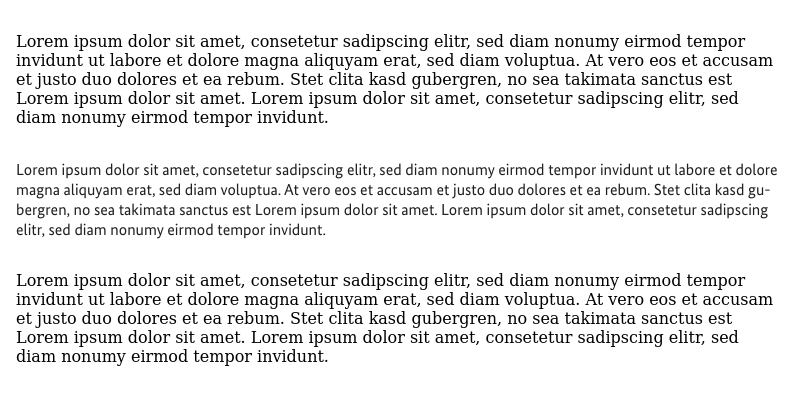 Lorem ipsum dolor sit amet, consetetur sadipscing elitr, sed diam nonumy eirmod tempor
invidunt ut labore et dolore magna aliquyam erat, sed diam voluptua. At vero eos et accusam
et justo duo dolores et ea rebum. Stet clita kasd gubergren, no sea takimata sanctus est
Lorem ipsum dolor sit amet. Lorem ipsum dolor sit amet, consetetur sadipscing elitr, sed
diam nonumy eirmod tempor invidunt.
Lorem ipsum dolor sit amet, consetetur sadipscing elitr, sed diam nonumy eirmod tempor invidunt ut labore et dolore
magna aliquyam erat, sed diam voluptua. At vero eos et accusam et justo duo dolores et ea rebum. Stet clita kasd gu-
bergren, no sea takimata sanctus est Lorem ipsum dolor sit amet. Lorem ipsum dolor sit amet, consetetur sadipscing
elitr, sed diam nonumy eirmod tempor invidunt.
Lorem ipsum dolor sit amet, consetetur sadipscing elitr, sed diam nonumy eirmod tempor
invidunt ut labore et dolore magna aliquyam erat, sed diam voluptua. At vero eos et accusam
et justo duo dolores et ea rebum. Stet clita kasd gubergren, no sea takimata sanctus est
Lorem ipsum dolor sit amet. Lorem ipsum dolor sit amet, consetetur sadipscing elitr, sed
diam nonumy eirmod tempor invidunt.